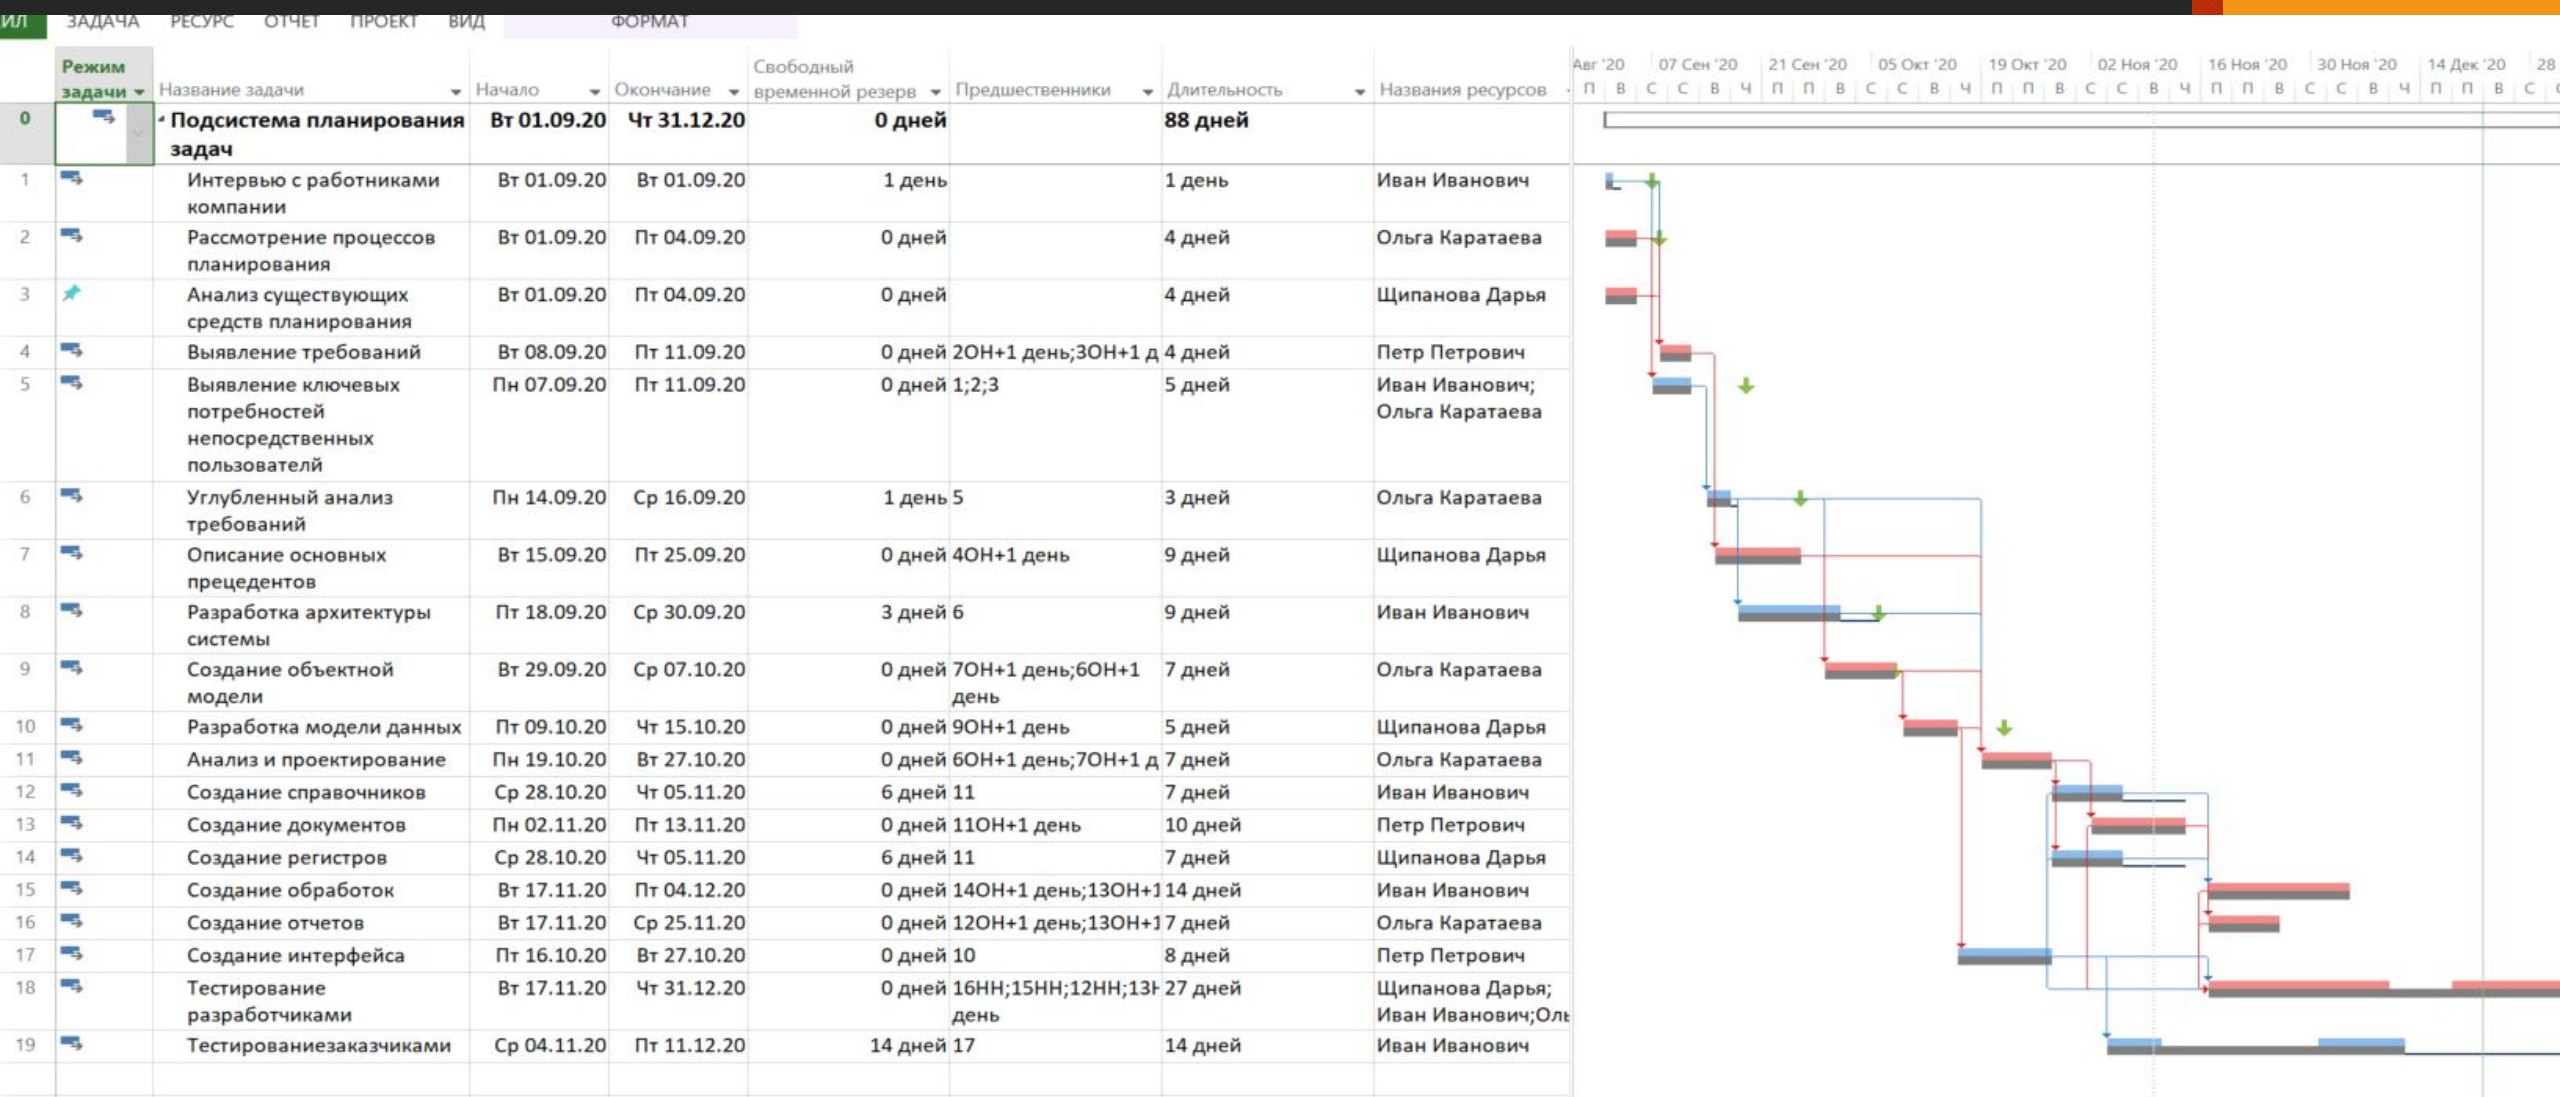 ИЛ ЗАДАЧА РЕСУРС ОТЧЕТ ПРОЕКТ ВИД ФОРМАТ
Режим задачи Название задачи Начало Окончание Свободный временной резерв Предшественники Длительность Названия ресурсов
Авг '20 07 Сен '20 21 Сен '20 05 Окт '20 19 Окт '20 02 Ноя '20 16 Ноя '20 30 Ноя '20 14 Дек '20 28
П В С С В Ч П П В С С В Ч П П В С С В Ч П П В С С В Ч П П В С
0 Подсистема планирования Вт 01.09.20 Чт 31.12.20 0 дней 88 дней
задач
1 Интервью с работниками Вт 01.09.20 Вт 01.09.20 1 день 1 день Иван Иванович
компании
2 Рассмотрение процессов Вт 01.09.20 Пт 04.09.20 0 дней 4 дней Ольга Каратаева
планирования
3 Анализ существующих Вт 01.09.20 Пт 04.09.20 0 дней 4 дней Щипанова Дарья
средств планирования
4 Выявление требований Вт 08.09.20 Пт 11.09.20 0 дней 2ОН+1 день;3ОН+1 д 4 дней Петр Петрович
5 Выявление ключевых Пн 07.09.20 Пт 11.09.20 0 дней 1;2;3 5 дней Иван Иванович;
потребностей Ольга Каратаева
непосредственных
пользователй
6 Углубленный анализ Пн 14.09.20 Ср 16.09.20 1 день 5 3 дней Ольга Каратаева
требований
7 Описание основных Вт 15.09.20 Пт 25.09.20 0 дней 4ОН+1 день 9 дней Щипанова Дарья
прецедентов
8 Разработка архитектуры Пт 18.09.20 Ср 30.09.20 3 дней 6 9 дней Иван Иванович
системы
9 Создание объектной Вт 29.09.20 Ср 07.10.20 0 дней 7ОН+1 день;6ОН+1 7 дней Ольга Каратаева
модели день
10 Разработка модели данных Пт 09.10.20 Чт 15.10.20 0 дней 9ОН+1 день 5 дней Щипанова Дарья
11 Анализ и проектирование Пн 19.10.20 Вт 27.10.20 0 дней 6ОН+1 день;7ОН+1 д 7 дней Ольга Каратаева
12 Создание справочников Ср 28.10.20 Чт 05.11.20 6 дней 11 7 дней Иван Иванович
13 Создание документов Пн 02.11.20 Пт 13.11.20 0 дней 11ОН+1 день 10 дней Петр Петрович
14 Создание регистров Ср 28.10.20 Чт 05.11.20 6 дней 11 7 дней Щипанова Дарья
15 Создание обработок Вт 17.11.20 Пт 04.12.20 0 дней 14ОН+1 день;13ОН+1 14 дней Иван Иванович
16 Создание отчетов Вт 17.11.20 Ср 25.11.20 0 дней 12ОН+1 день;13ОН+1 7 дней Ольга Каратаева
17 Создание интерфейса Пт 16.10.20 Вт 27.10.20 0 дней 10 8 дней Петр Петрович
18 Тестирование Вт 17.11.20 Чт 31.12.20 0 дней 16НН;15НН;12НН;13Н 27 дней Щипанова Дарья;
разработчиками день Иван Иванович;Оль
19 Тестированиезаказчиками Ср 04.11.20 Пт 11.12.20 14 дней 17 14 дней Иван Иванович